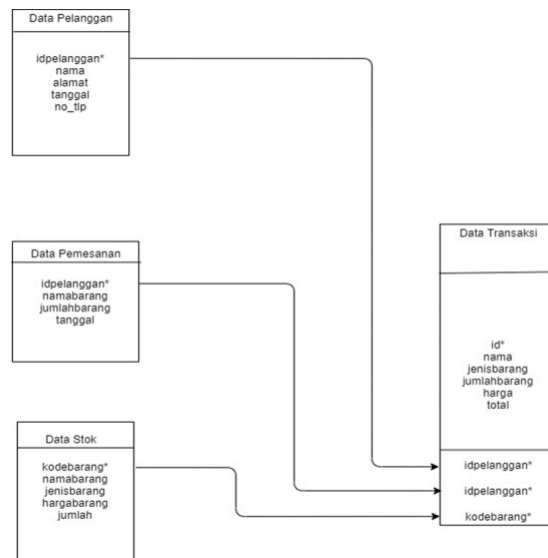 Data Pelanggan
idpelanggan*
nama
alamat
tanggal
no_tlp
Data Pemesanan
idpelanggan*
namabarang
jumlahbarang
tanggal
Data Stok
kodebarang*
namabarang
jenisbarang
hargabarang
jumlah
Data Transaksi
id*
nama
jenisbarang
jumlahbarang
harga
total
idpelanggan*
idpelanggan*
kodebarang*